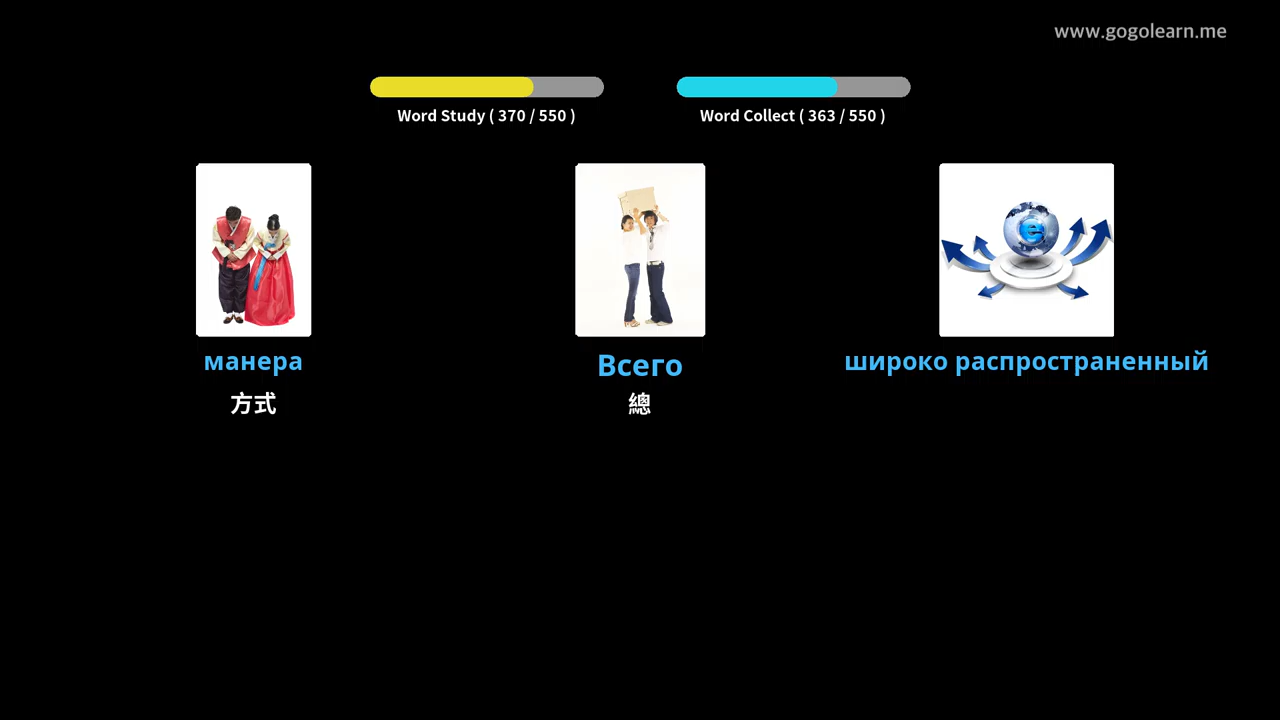 www.gogolearn.me
Word Study ( 370 / 550 )
Word Collect ( 363 / 550 )
манера
Всего
широко распространенный
方式
總